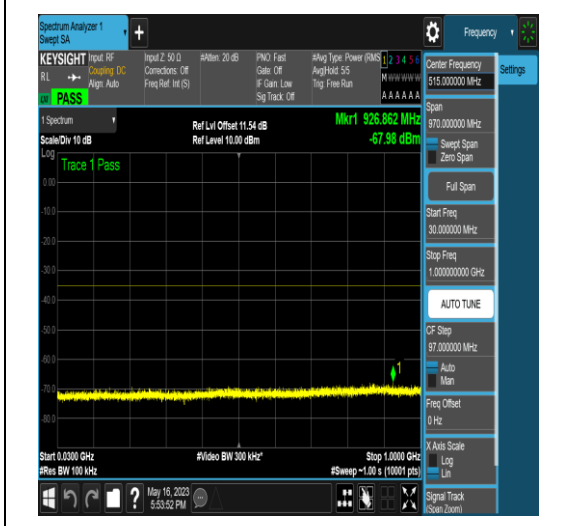 Spectrum Analyzer 1
Swept SA
Frequency
KEYSIGHT
RL
PASS
Input: RF
Coupling: DC
Align: Auto
Input Z: 50 Ω
Corrections: Off
Freq Ref: Int (S)
#Atten: 20 dB
PNO: Fast
Gate: Off
IF Gain: Low
Sig Track: Off
#Avg Type: Power (RMS
Avg|Hold: 5/5
Trig: Free Run
1 2 3 4 5 6
M W W W W W
A A A A A A
Center Frequency
515.000000 MHz
Settings
Span
970.000000 MHz
Swept Span
Zero Span
Full Span
Start Freq
30.000000 MHz
Stop Freq
1.000000000 GHz
AUTO TUNE
CF Step
97.000000 MHz
Auto
Man
Freq Offset
0 Hz
X Axis Scale
Log
Lin
Signal Track
(Span Zoom)
1 Spectrum
Scale/Div 10 dB
Ref Lvl Offset 11.54 dB
Ref Level 10.00 dBm
Mkr1 926.862 MHz
-67.98 dBm
Log
Trace 1 Pass
0.00
-10.0
-20.0
-30.0
-40.0
-50.0
-60.0
-70.0
-80.0
1
Start 0.0300 GHz
#Video BW 300 kHz*
Stop 1.0000 GHz
#Res BW 100 kHz
#Sweep ~1.00 s (10001 pts)
May 16, 2023
5:53:52 PM